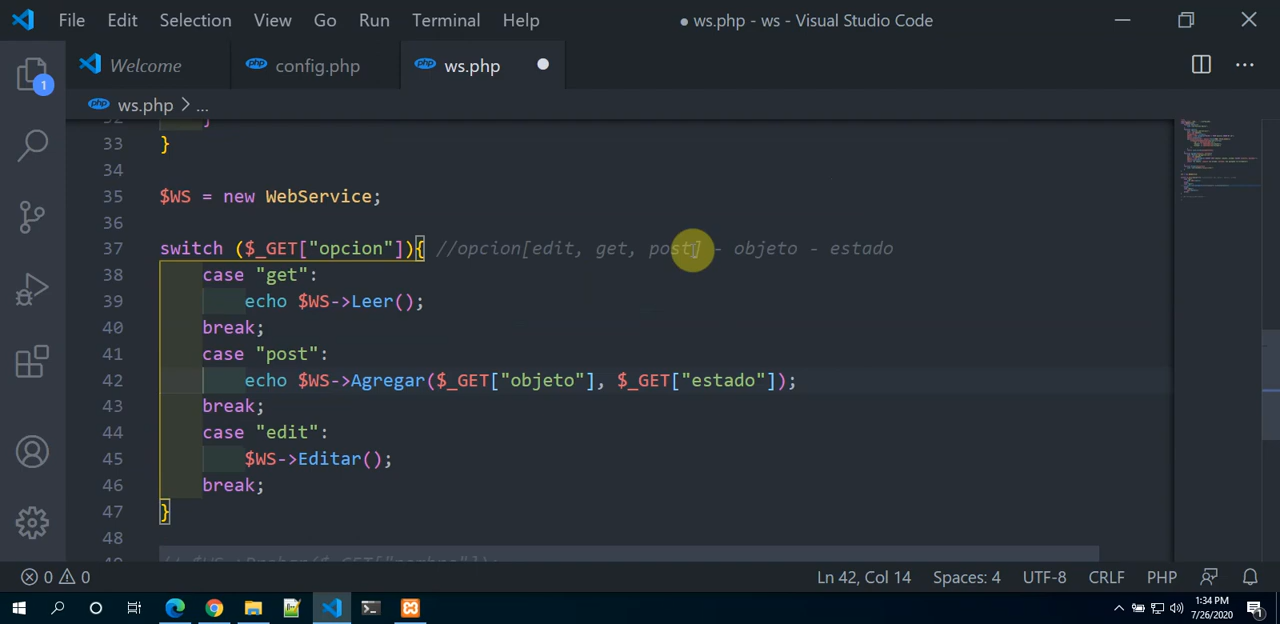 File Edit Selection View Go Run Terminal Help ● ws.php - ws - Visual Studio Code
Welcome config.php ws.php
1
ws.php > ...
32 }
33 }
34
35 $WS = new WebService;
36
37 switch ($_GET["opcion"]){ //opcion[edit, get, post] - objeto - estado
38 case "get":
39 echo $WS->Leer();
40 break;
41 case "post":
42 echo $WS->Agregar($_GET["objeto"], $_GET["estado"]);
43 break;
44 case "edit":
45 $WS->Editar();
46 break;
47 }
48
0 0 Ln 42, Col 14 Spaces: 4 UTF-8 CRLF PHP
1:34 PM
7/26/2020
1